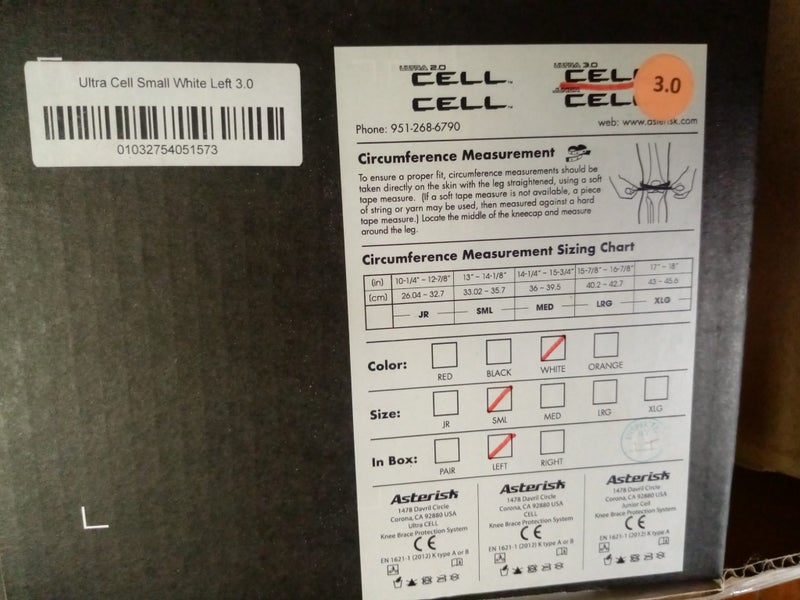 Ultra Cell Small White Left 3.0
01032754051573
ULTRA 2.0 ULTRA 3.0
CELL™ CEL 3.0
CELL™ CEL
Phone: 951-268-6790 web: www.asterisk.com
Circumference Measurement
To ensure a proper fit, circumference measurements should be
taken directly on the skin with the leg straightened, using a soft
tape measure. (If a soft tape measure is not available, a piece
of string or yarn may be used, then measured against a hard
tape measure.) Locate the middle of the kneecap and measure
around the leg.
Circumference Measurement Sizing Chart
(in) 10-1/4" – 12-7/8" 13" – 14-1/8" 14-1/4" – 15-3/4" 15-7/8" – 16-7/8" 17" – 18"
(cm) 26.04 – 32.7 33.02 – 35.7 36 – 39.5 40.2 – 42.7 43 – 45.6
JR SML MED LRG XLG
Color: RED BLACK WHITE ORANGE
Size: JR SML MED LRG XLG
In Box: PAIR LEFT RIGHT
Asterisk
1478 Davril Circle
Corona, CA 92880 USA
Ultra CELL
Knee Brace Protection System
CE
EN 1621-1 (2012) K type A or B
Asterisk
1478 Davril Circle
Corona, CA 92880 USA
CELL
Knee Brace Protection System
CE
EN 1621-1 (2012) K type A or B
Asterisk
1478 Davril Circle
Corona, CA 92880 USA
Junior Cell
Knee Brace Protection System
CE
EN 1621-1 (2012) K type A